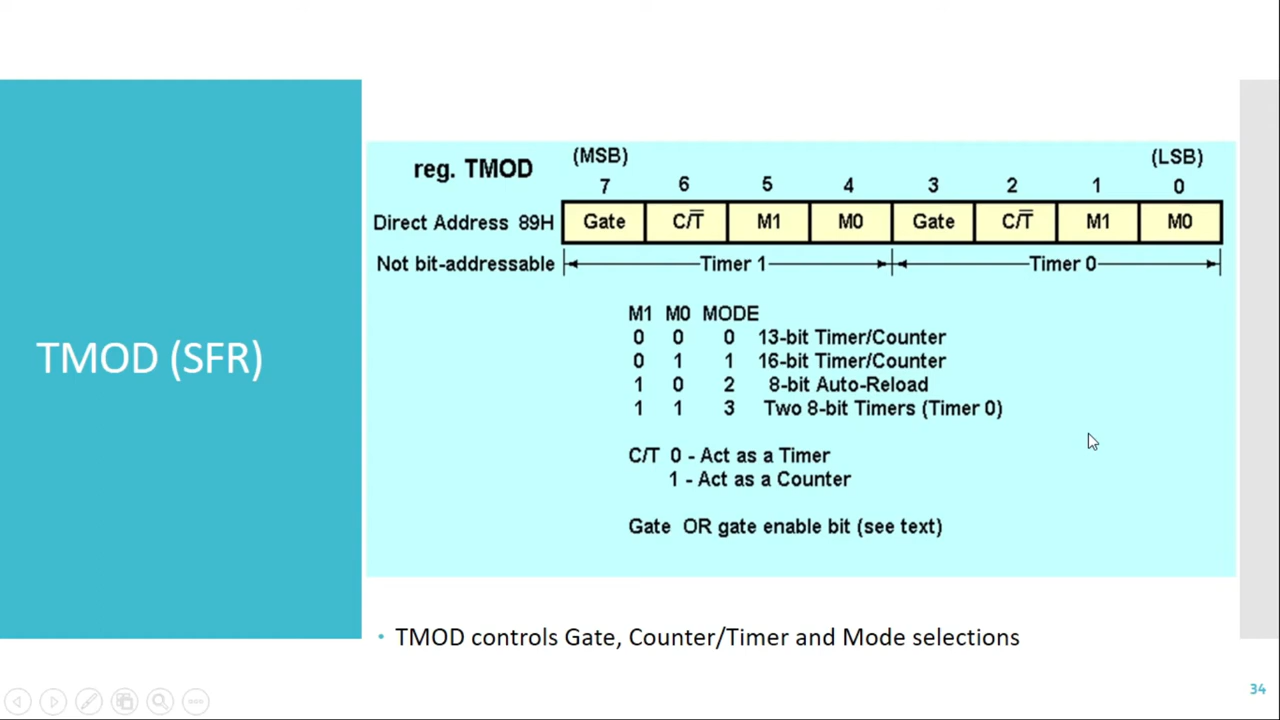 TMOD (SFR)
reg. TMOD
(MSB)
(LSB)
7 6 5 4 3 2 1 0
Direct Address 89H
Gate C/T̅ M1 M0 Gate C/T̅ M1 M0
Not bit-addressable
Timer 1
Timer 0
M1 M0 MODE
0 0 0 13-bit Timer/Counter
0 1 1 16-bit Timer/Counter
1 0 2 8-bit Auto-Reload
1 1 3 Two 8-bit Timers (Timer 0)
C/T 0 - Act as a Timer
1 - Act as a Counter
Gate OR gate enable bit (see text)
• TMOD controls Gate, Counter/Timer and Mode selections
34